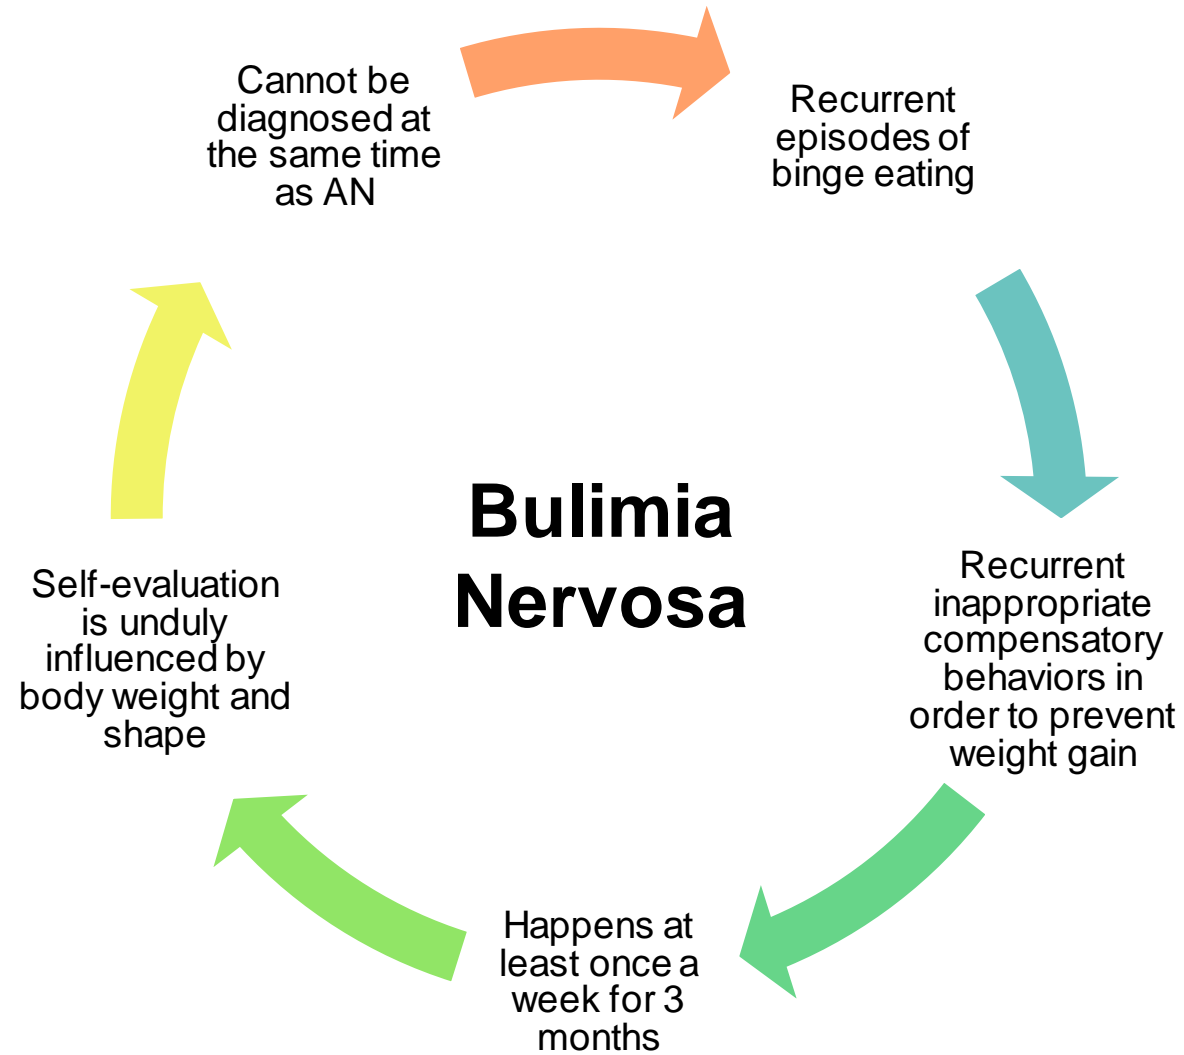 Cannot be
diagnosed at
the same time
as AN
Recurrent
episodes of
binge eating
Bulimia
Nervosa
Recurrent
inappropriate
compensatory
behaviors in
order to prevent
weight gain
Happens at
least once a
week for 3
months
Self-evaluation
is unduly
influenced by
body weight and
shape